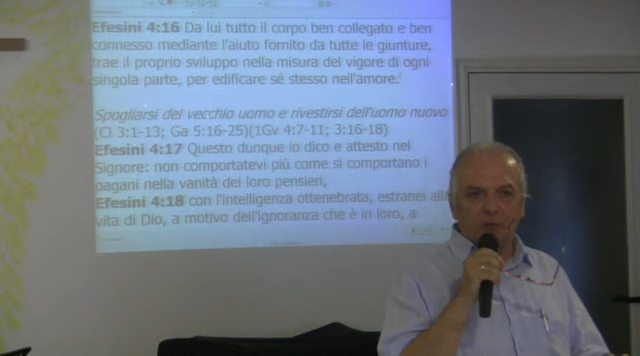 Efesini 4:16 Da lui tutto il corpo ben collegato e ben
connesso mediante l'aiuto fornito da tutte le giunture,
trae il proprio sviluppo nella misura del vigore di ogni
singola parte, per edificare sé stesso nell'amore.
Spogliarsi del vecchio uomo e rivestirsi dell'uomo nuovo
(Cl 3:1-13; Ga 5:16-25)(1Gv 4:7-11; 3:16-18)
Efesini 4:17 Questo dunque io dico e attesto nel
Signore: non comportatevi più come si comportano i
pagani nella vanità dei loro pensieri,
Efesini 4:18 con l'intelligenza ottenebrata, estranei alla
vita di Dio, a motivo dell'ignoranza che è in loro, a